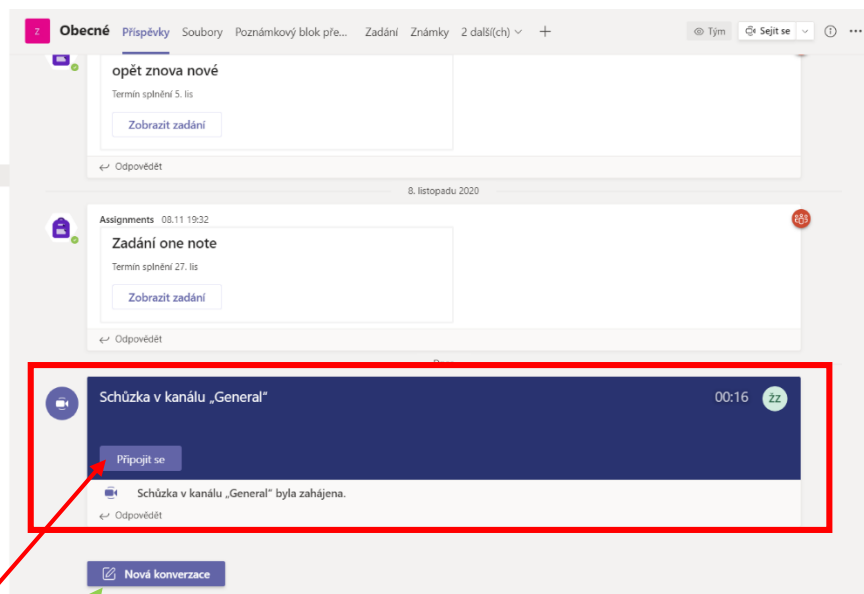 Z Obecné Příspěvky Soubory Poznámkový blok pře... Zadání Známky 2 další(ch) Tým Sejít se
opět znova nové
Termín splnění 5. lis
Zobrazit zadání
Odpovědět
8. listopadu 2020
Assignments 08.11 19:32
Zadání one note
Termín splnění 27. lis
Zobrazit zadání
Odpovědět
Schůzka v kanálu „General“ 00:16 žz
Připojit se
Schůzka v kanálu „General“ byla zahájena.
Odpovědět
Nová konverzace